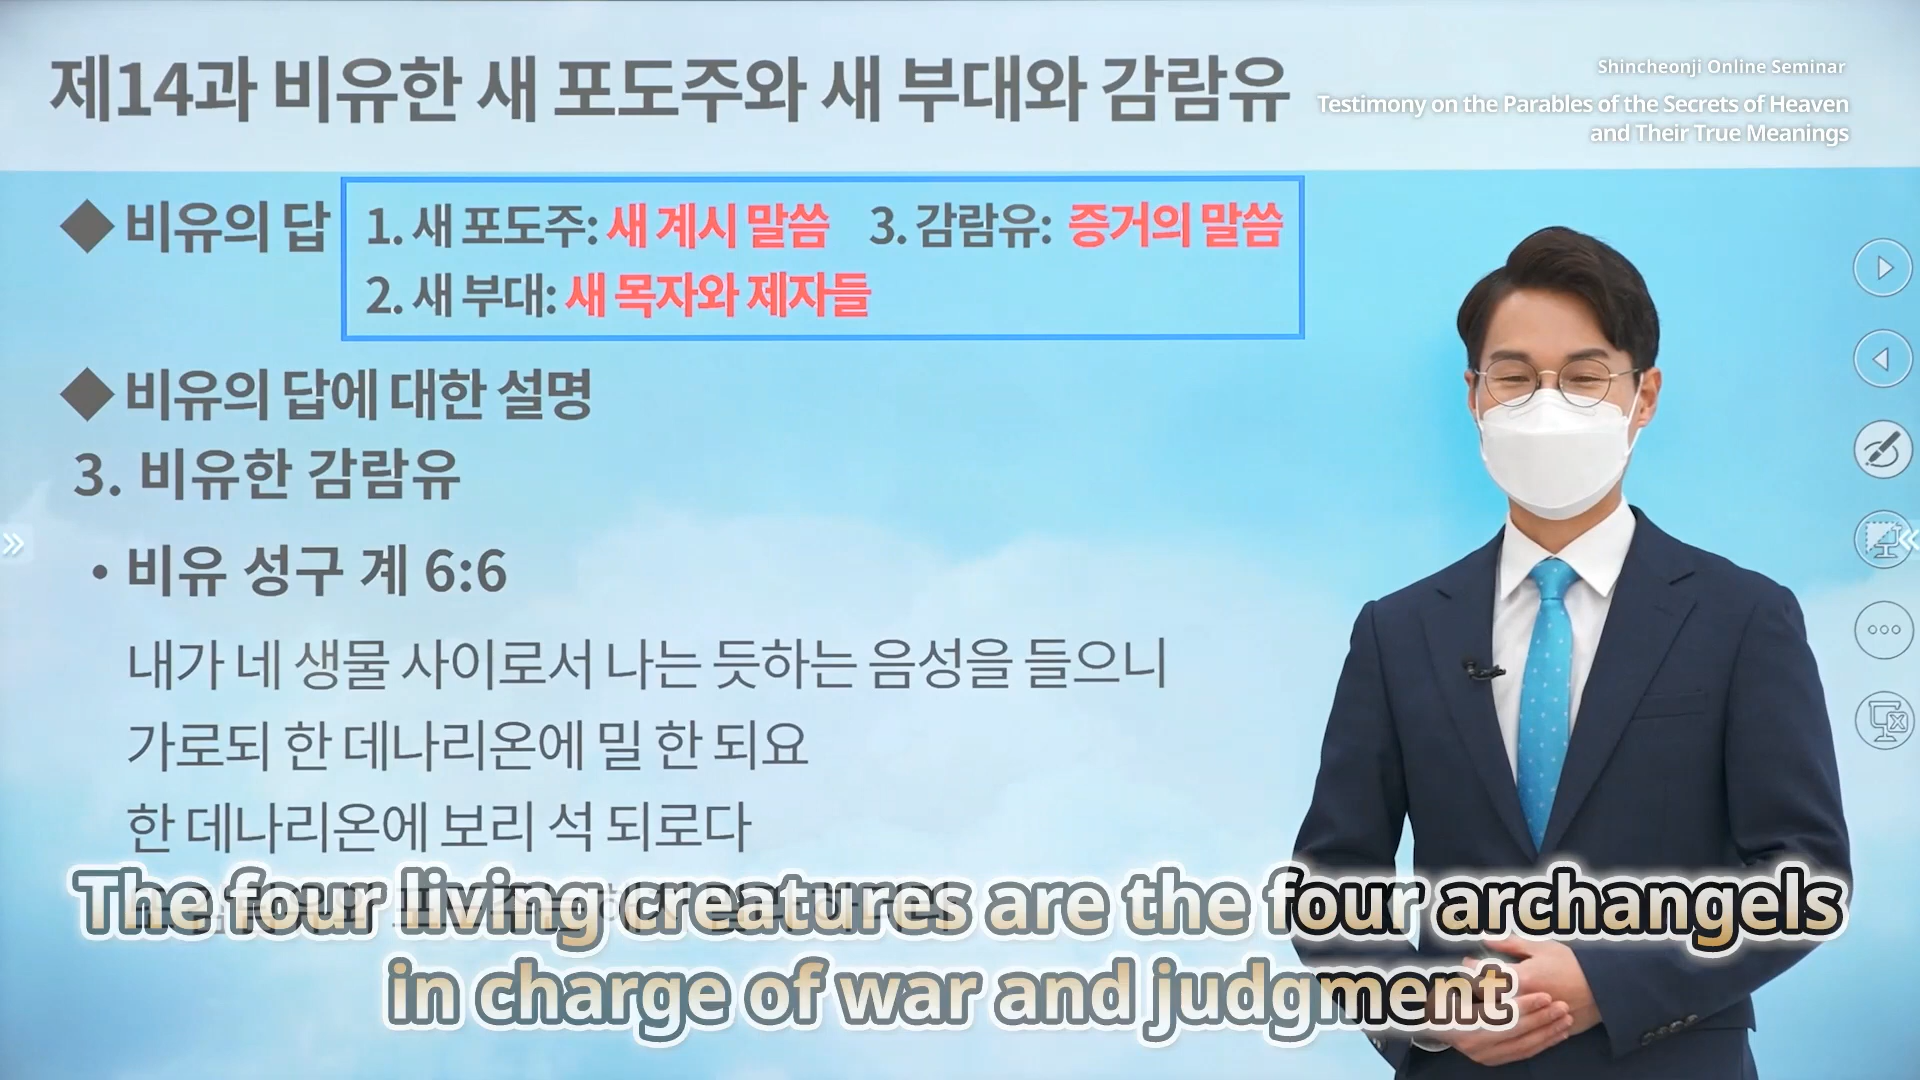 제14과 비유한 새 포도주와 새 부대와 감람유
Shincheonji Online Seminar
Testimony on the Parables of the Secrets of Heaven
and Their True Meanings
◆ 비유의 답
1. 새 포도주: 새 계시 말씀 3. 감람유: 증거의 말씀
2. 새 부대: 새 목자와 제자들
◆ 비유의 답에 대한 설명
3. 비유한 감람유
• 비유 성구 계 6:6
내가 네 생물 사이로서 나는 듯하는 음성을 들으니
가로되 한 데나리온에 밀 한 되요
한 데나리온에 보리 석 되로다
The four living creatures are the four archangels
in charge of war and judgment